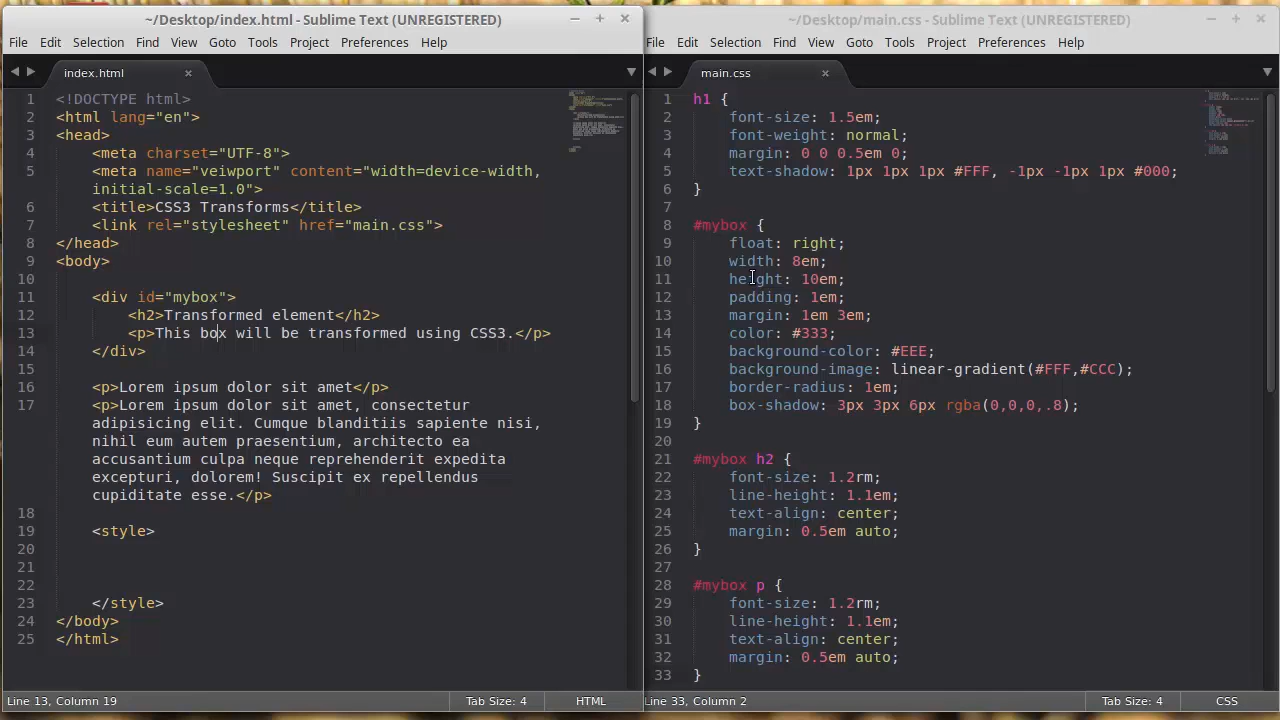 ~/Desktop/index.html - Sublime Text (UNREGISTERED)
File Edit Selection Find View Goto Tools Project Preferences Help
index.html
1 <!DOCTYPE html>
2 <html lang="en">
3 <head>
4 <meta charset="UTF-8">
5 <meta name="veiwport" content="width=device-width,
initial-scale=1.0">
6 <title>CSS3 Transforms</title>
7 <link rel="stylesheet" href="main.css">
8 </head>
9 <body>
10
11 <div id="mybox">
12 <h2>Transformed element</h2>
13 <p>This box will be transformed using CSS3.</p>
14 </div>
15
16 <p>Lorem ipsum dolor sit amet</p>
17 <p>Lorem ipsum dolor sit amet, consectetur
adipisicing elit. Cumque blanditiis sapiente nisi,
nihil eum autem praesentium, architecto ea
accusantium culpa neque reprehenderit expedita
excepturi, dolorem! Suscipit ex repellendus
cupiditate esse.</p>
18
19 <style>
20
21
22
23 </style>
24 </body>
25 </html>
Line 13, Column 19 Tab Size: 4 HTML
~/Desktop/main.css - Sublime Text (UNREGISTERED)
File Edit Selection Find View Goto Tools Project Preferences Help
main.css
1 h1 {
2 font-size: 1.5em;
3 font-weight: normal;
4 margin: 0 0 0.5em 0;
5 text-shadow: 1px 1px 1px #FFF, -1px -1px 1px #000;
6 }
7
8 #mybox {
9 float: right;
10 width: 8em;
11 height: 10em;
12 padding: 1em;
13 margin: 1em 3em;
14 color: #333;
15 background-color: #EEE;
16 background-image: linear-gradient(#FFF,#CCC);
17 border-radius: 1em;
18 box-shadow: 3px 3px 6px rgba(0,0,0,.8);
19 }
20
21 #mybox h2 {
22 font-size: 1.2rm;
23 line-height: 1.1em;
24 text-align: center;
25 margin: 0.5em auto;
26 }
27
28 #mybox p {
29 font-size: 1.2rm;
30 line-height: 1.1em;
31 text-align: center;
32 margin: 0.5em auto;
33 }
Line 33, Column 2 Tab Size: 4 CSS